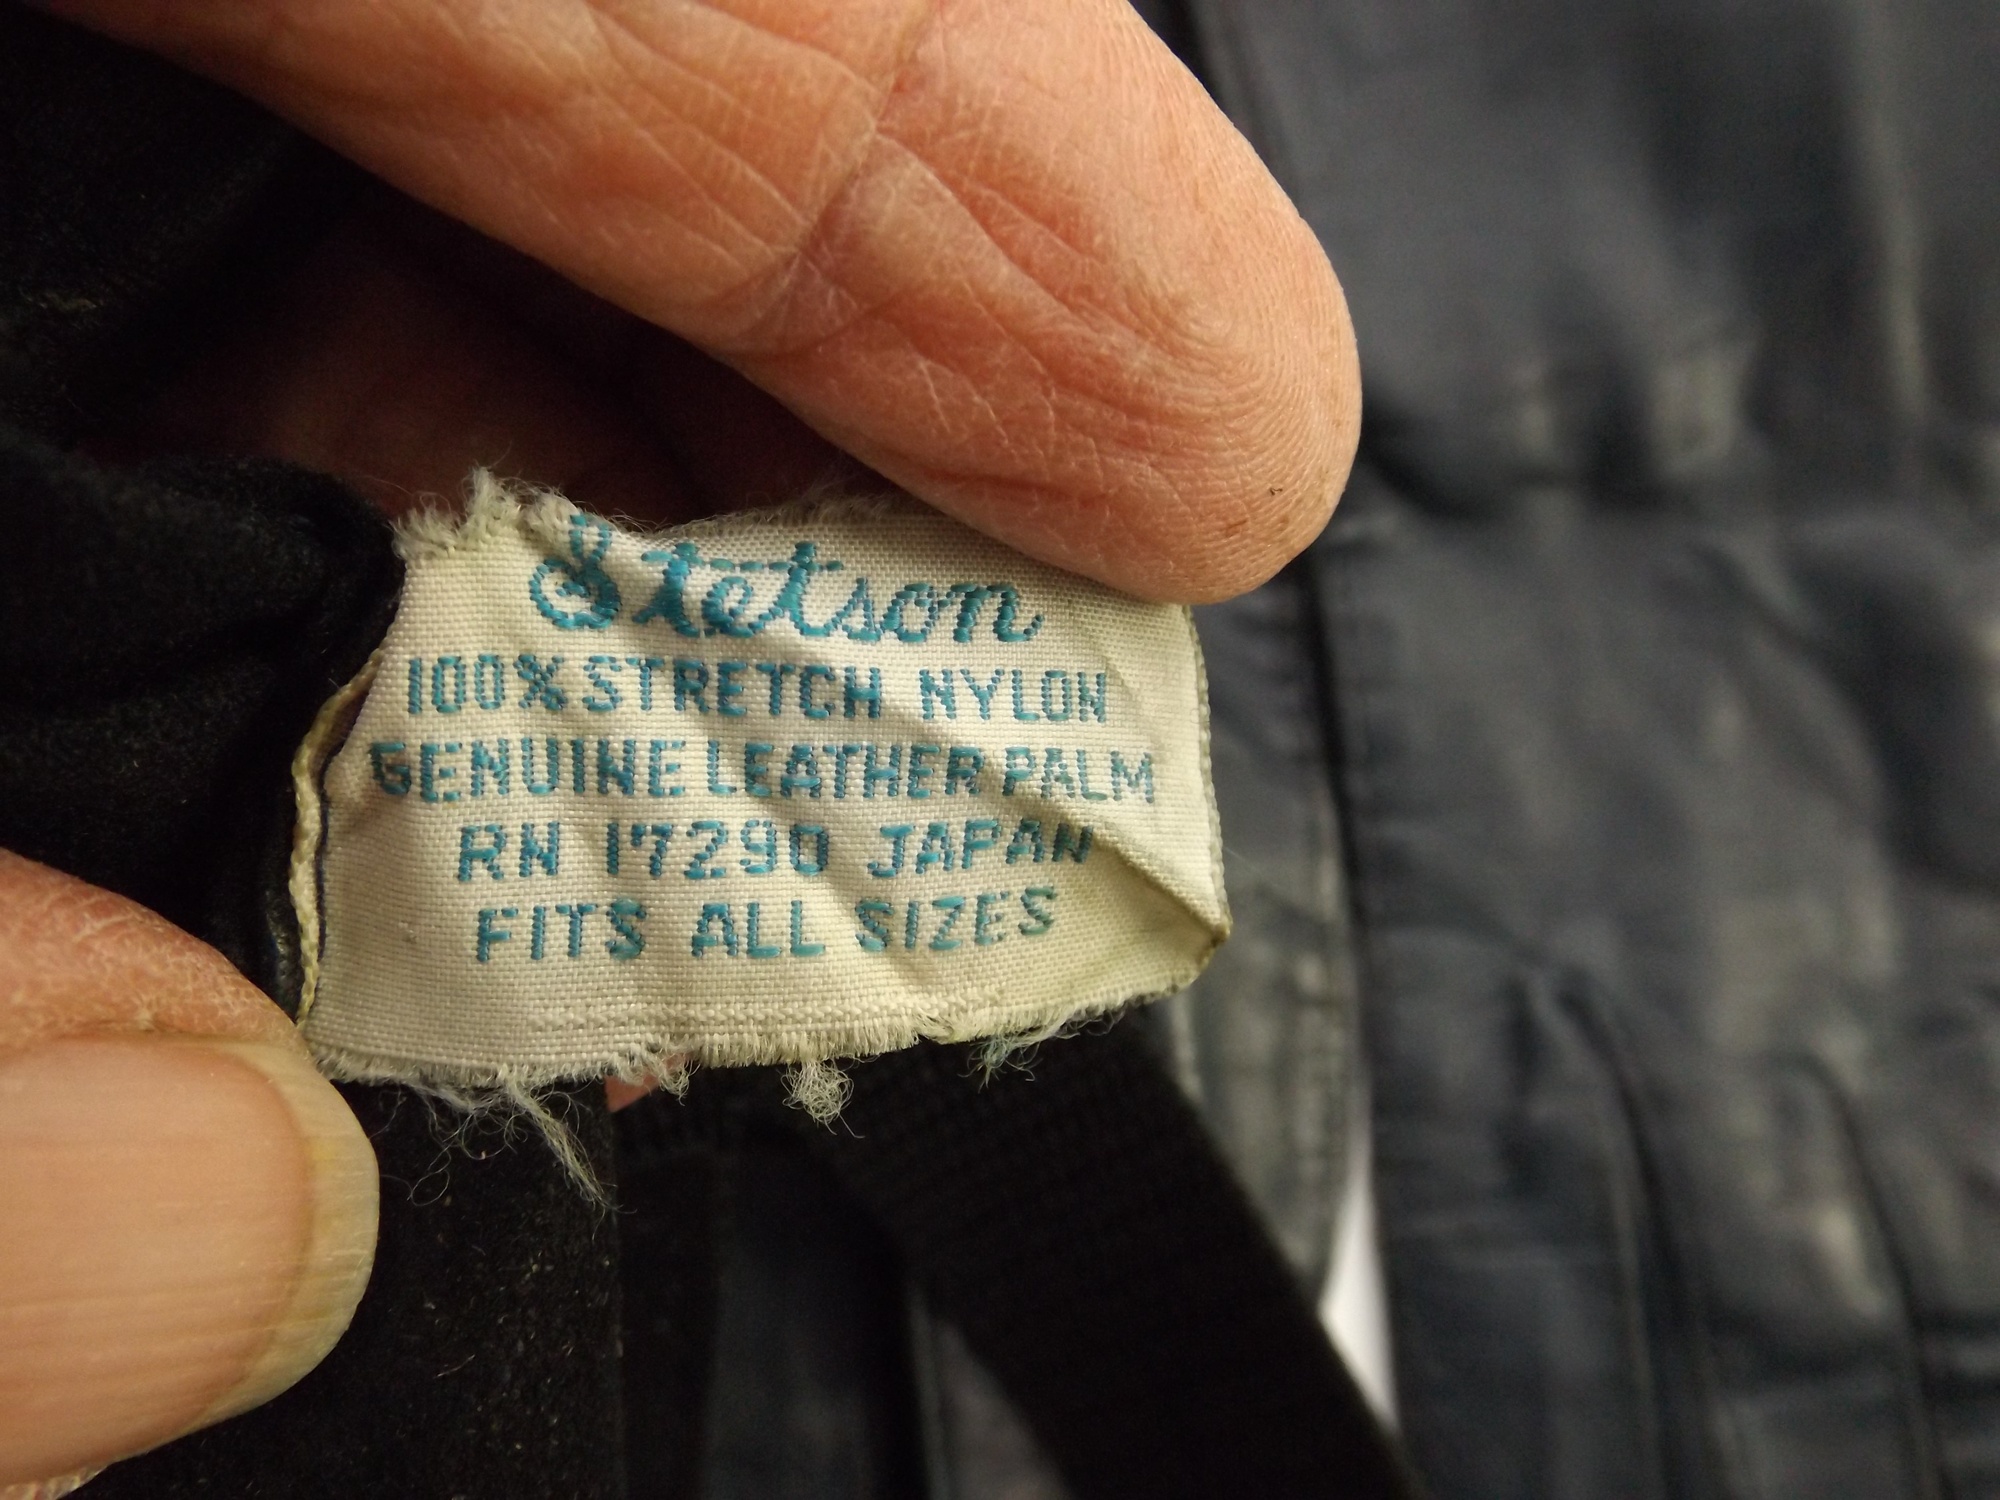 Stetson
100% STRETCH NYLON
GENUINE LEATHER PALM
RN 17290 JAPAN
FITS ALL SIZES